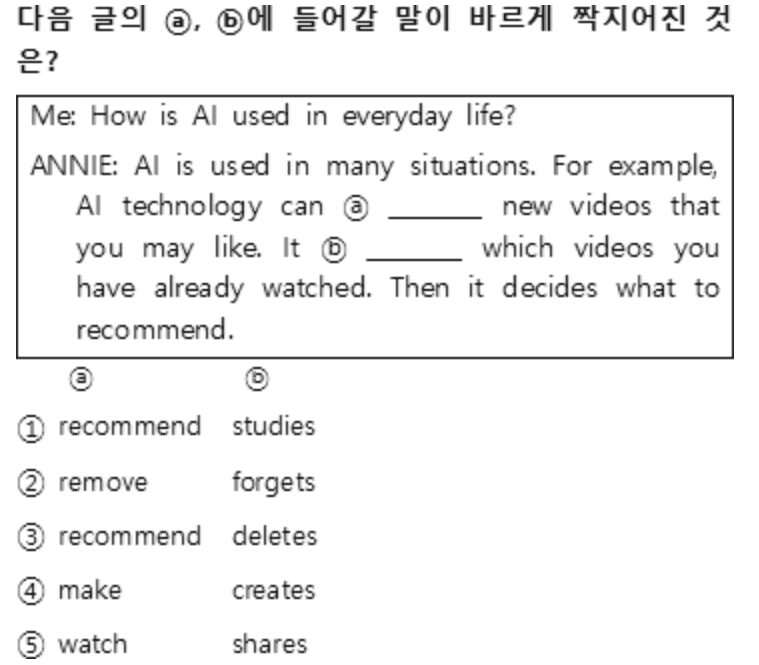 다음 글의 ⓐ, ⓑ에 들어갈 말이 바르게 짝지어진 것
은?
Me: How is AI used in everyday life?
ANNIE: AI is used in many situations. For example,
AI technology can ⓐ ______ new videos that
you may like. It ⓑ ______ which videos you
have already watched. Then it decides what to
recommend.
ⓐ ⓑ
① recommend studies
② remove forgets
③ recommend deletes
④ make creates
⑤ watch shares